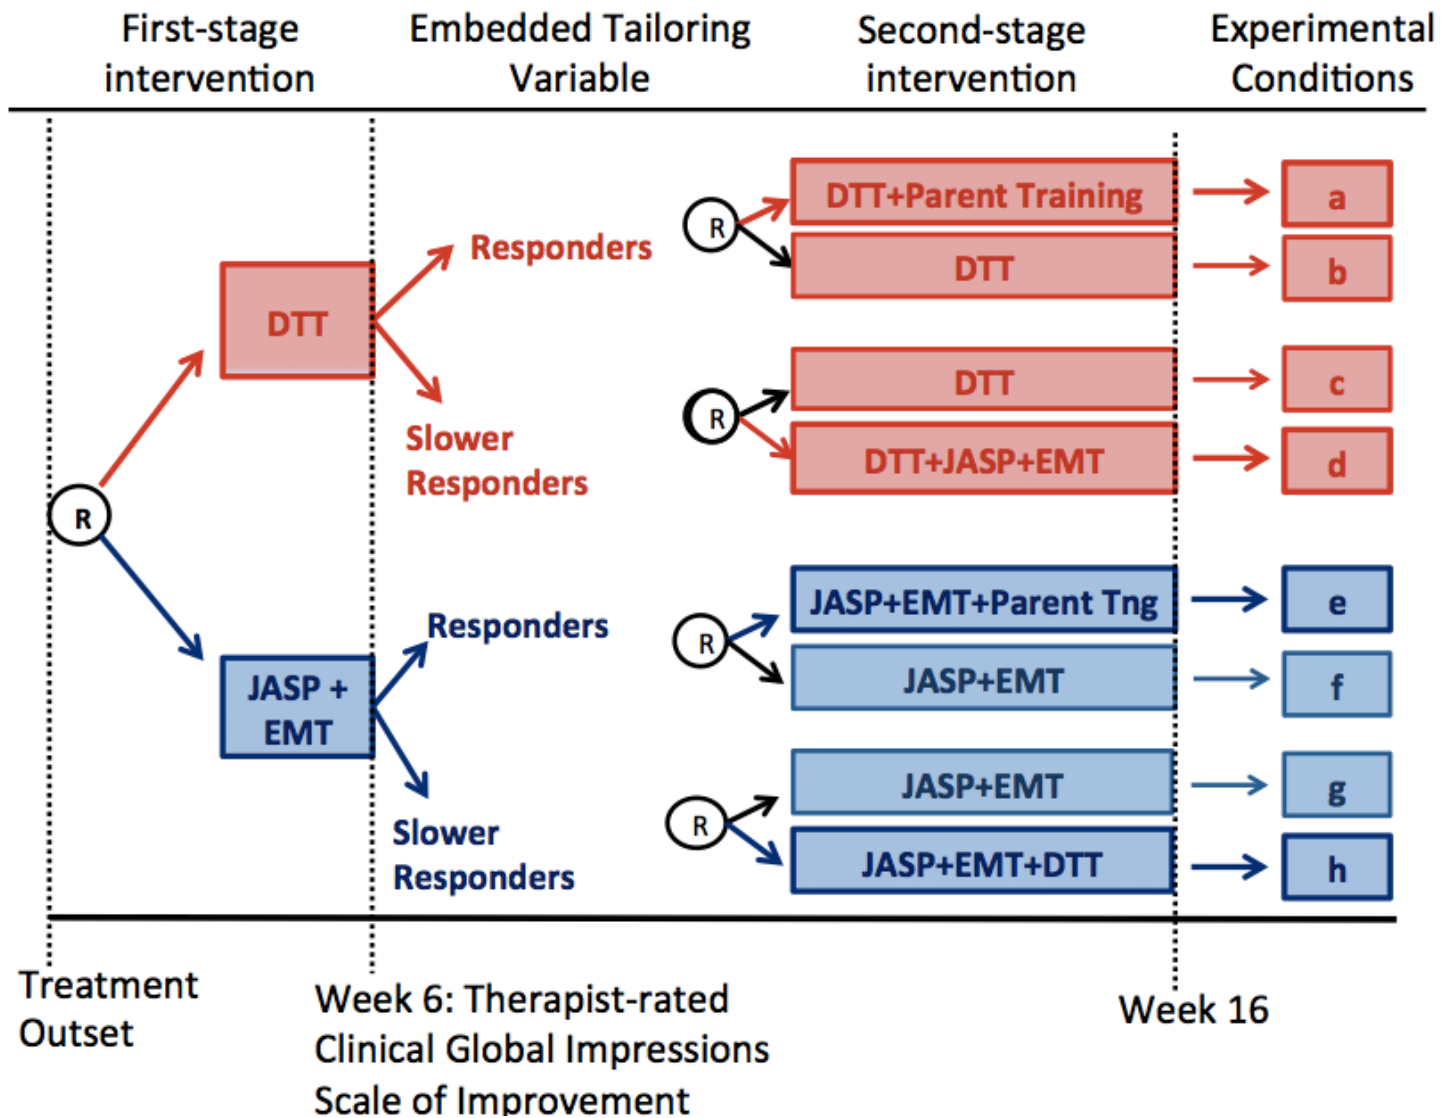 First-stage
intervention
Embedded Tailoring
Variable
Second-stage
intervention
Experimental
Conditions
R
DTT
Responders
Slower
Responders
R
DTT+Parent Training
a
DTT
b
R
DTT
c
DTT+JASP+EMT
d
JASP +
EMT
Responders
Slower
Responders
R
JASP+EMT+Parent Tng
e
JASP+EMT
f
R
JASP+EMT
g
JASP+EMT+DTT
h
Treatment
Outset
Week 6: Therapist-rated
Clinical Global Impressions
Scale of Improvement
Week 16